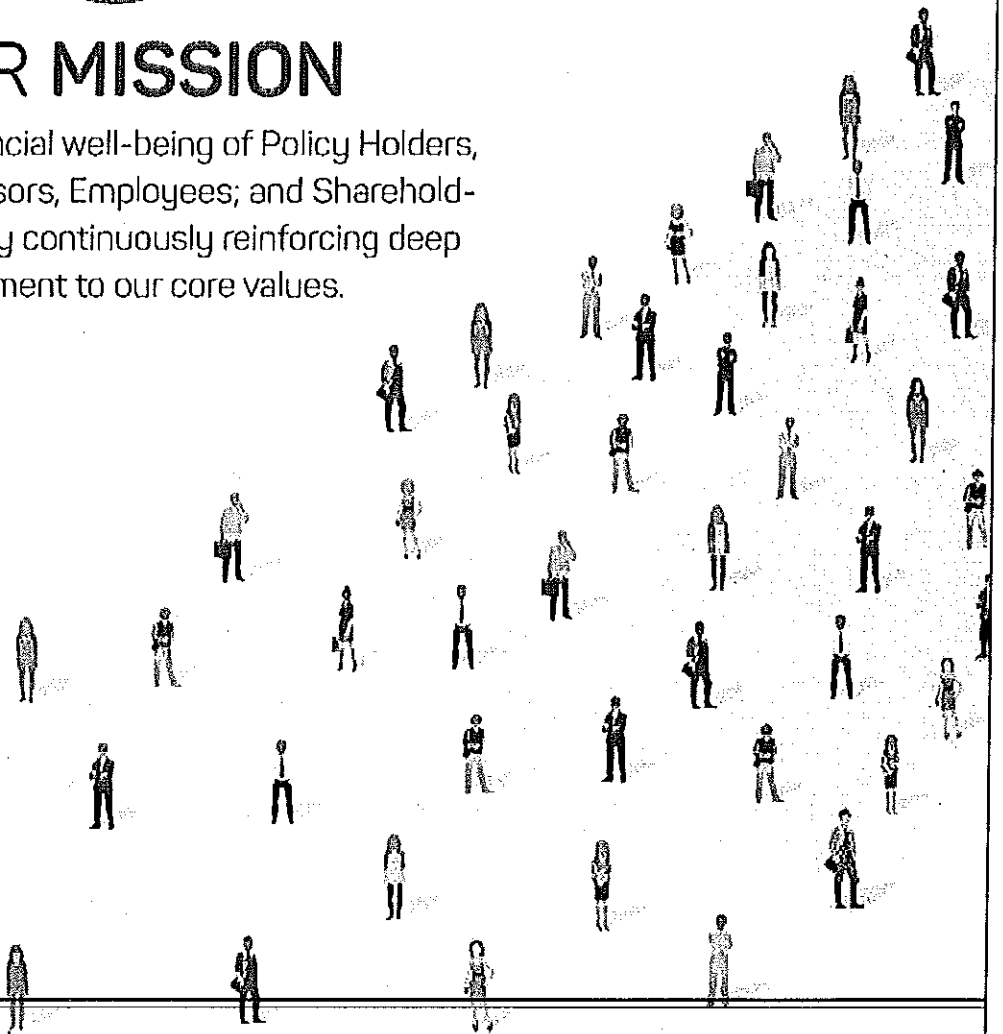 R MISSION
ncial well-being of Policy Holders,
sors, Employees; and Sharehold-
y continuously reinforcing deep
ment to our core values.